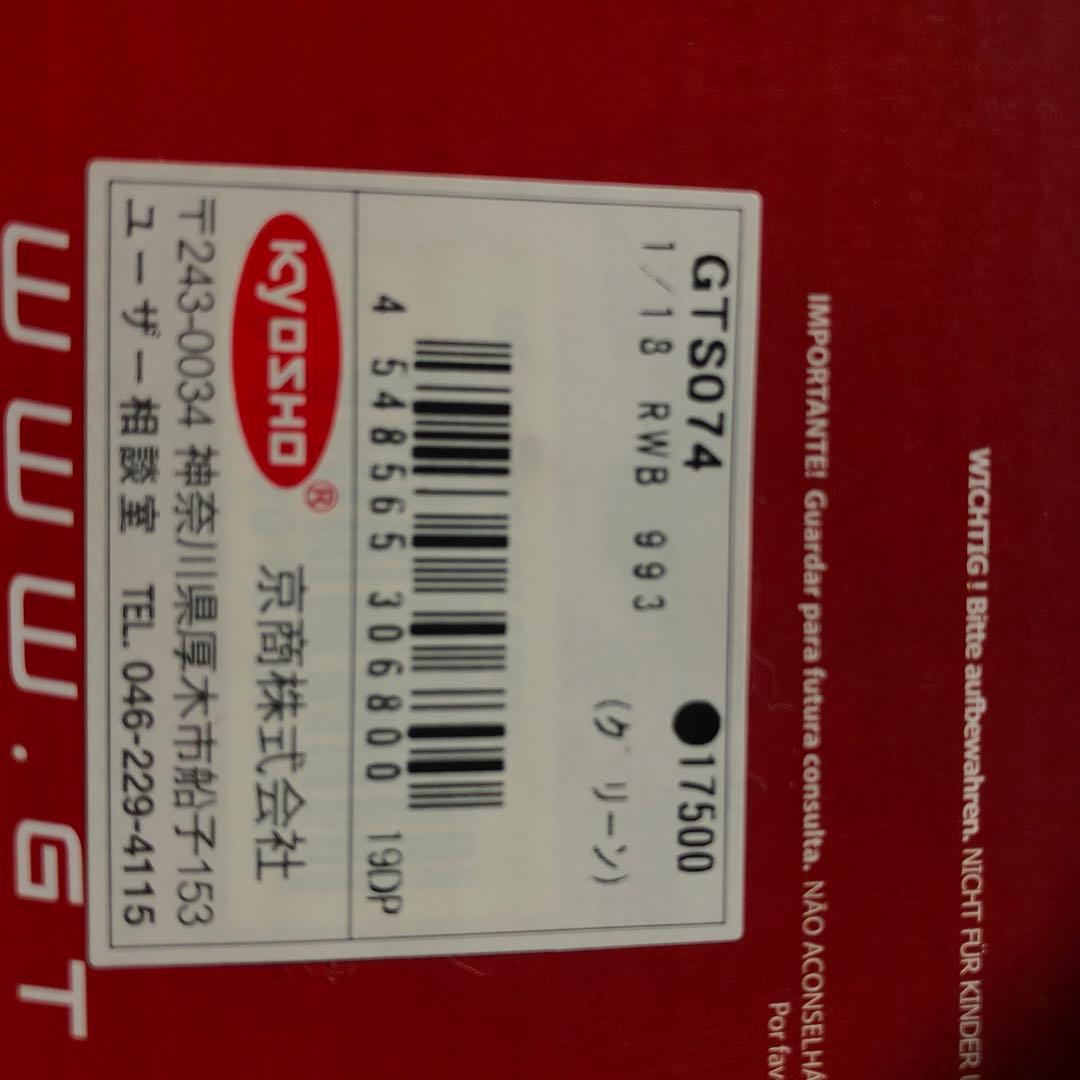 WICHTIG! Bitte aufbewahren. NICHT FÜR KINDER
IMPORTANTE! Guardar para futura consulta. NÃO ACONSELHÁ
Por fav
GTS074 ●17500
1/18 RWB 993
(グリーン)
4 548565 306800 19DP
KYOSHO® 京商株式会社
〒243-0034 神奈川県厚木市船子153
ユーザー相談室 TEL. 046-229-4115
WWW.GT